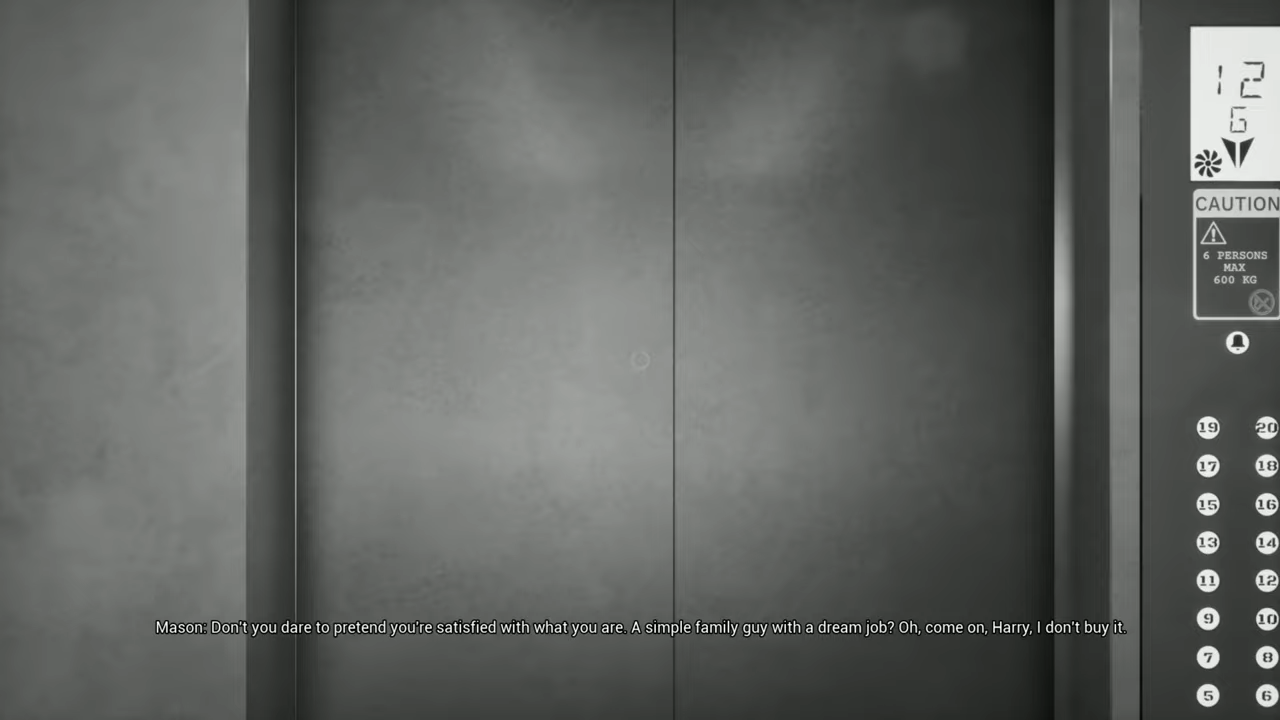 12
G
CAUTION
6 PERSONS
MAX
600 KG
19 20
17 18
15 16
13 14
11 12
9 10
7 8
5 6
Mason: Don't you dare to pretend you're satisfied with what you are. A simple family guy with a dream job? Oh, come on, Harry, I don't buy it.